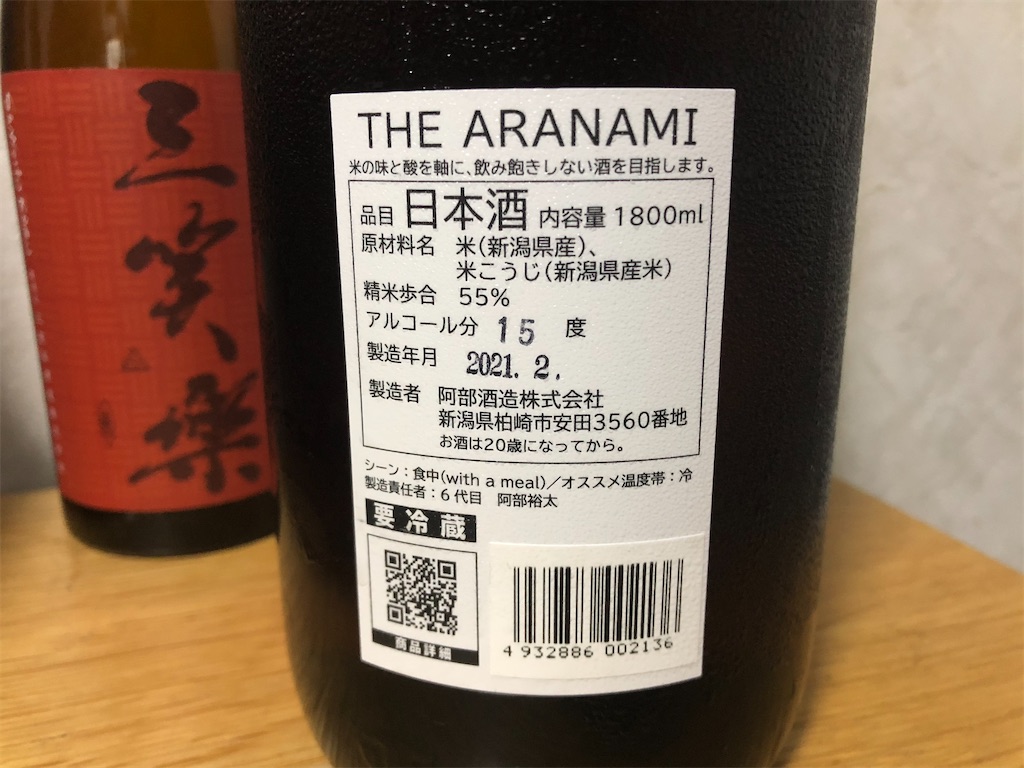 三笑楽
THE ARANAMI
米の味と酸を軸に、飲み飽きしない酒を目指します。
品目 日本酒 内容量 1800ml
原材料名 米(新潟県産)、
米こうじ(新潟県産米)
精米歩合 55%
アルコール分 15 度
製造年月 2021.2.
製造者 阿部酒造株式会社
新潟県柏崎市安田3560番地
お酒は20歳になってから。
シーン:食中(with a meal)/オススメ温度帯:冷
製造責任者:6代目 阿部裕太
要冷蔵
商品詳細
4 932886 002136